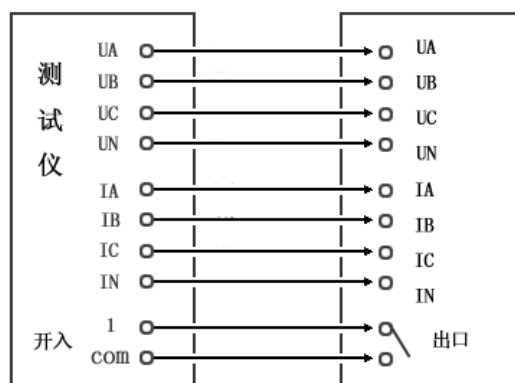 测
试
仪
UA
UB
UC
UN
IA
IB
IC
IN
开入
1
com
UA
UB
UC
UN
IA
IB
IC
IN
出口